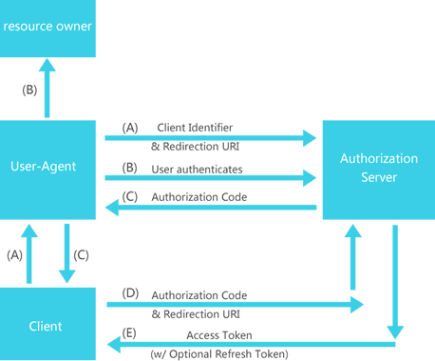 resource owner
(B)
(A) Client Identifier
& Redirection URI
User-Agent
(B) User authenticates
Authorization
Server
(C) Authorization Code
(A)
(C)
(D) Authorization Code
& Redirection URI
Client
(E) Access Token
(w/ Optional Refresh Token)